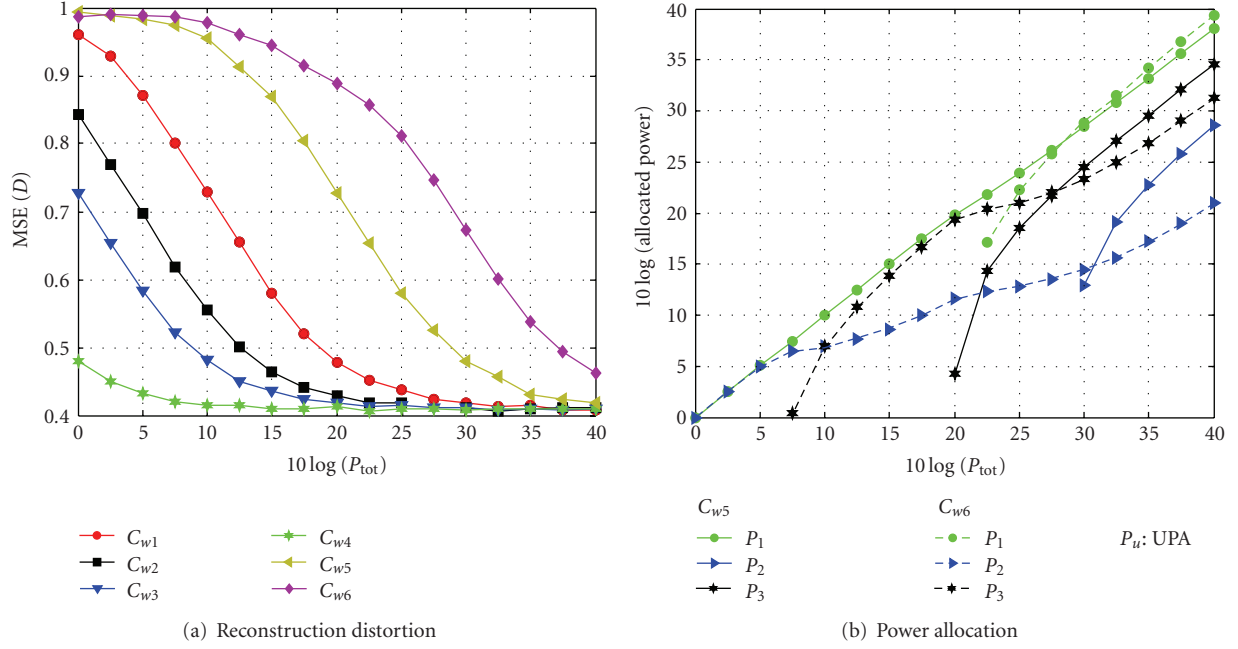 1
0.9
0.8
0.7
0.6
0.5
0.4
MSE (D)
0 5 10 15 20 25 30 35 40
10 log (P_tot)
C_w1
C_w2
C_w3
C_w4
C_w5
C_w6
(a) Reconstruction distortion
40
35
30
25
20
15
10
5
0
10 log (allocated power)
0 5 10 15 20 25 30 35 40
10 log (P_tot)
C_w5
P_1
P_2
P_3
C_w6
P_1
P_2
P_3
P_u: UPA
(b) Power allocation